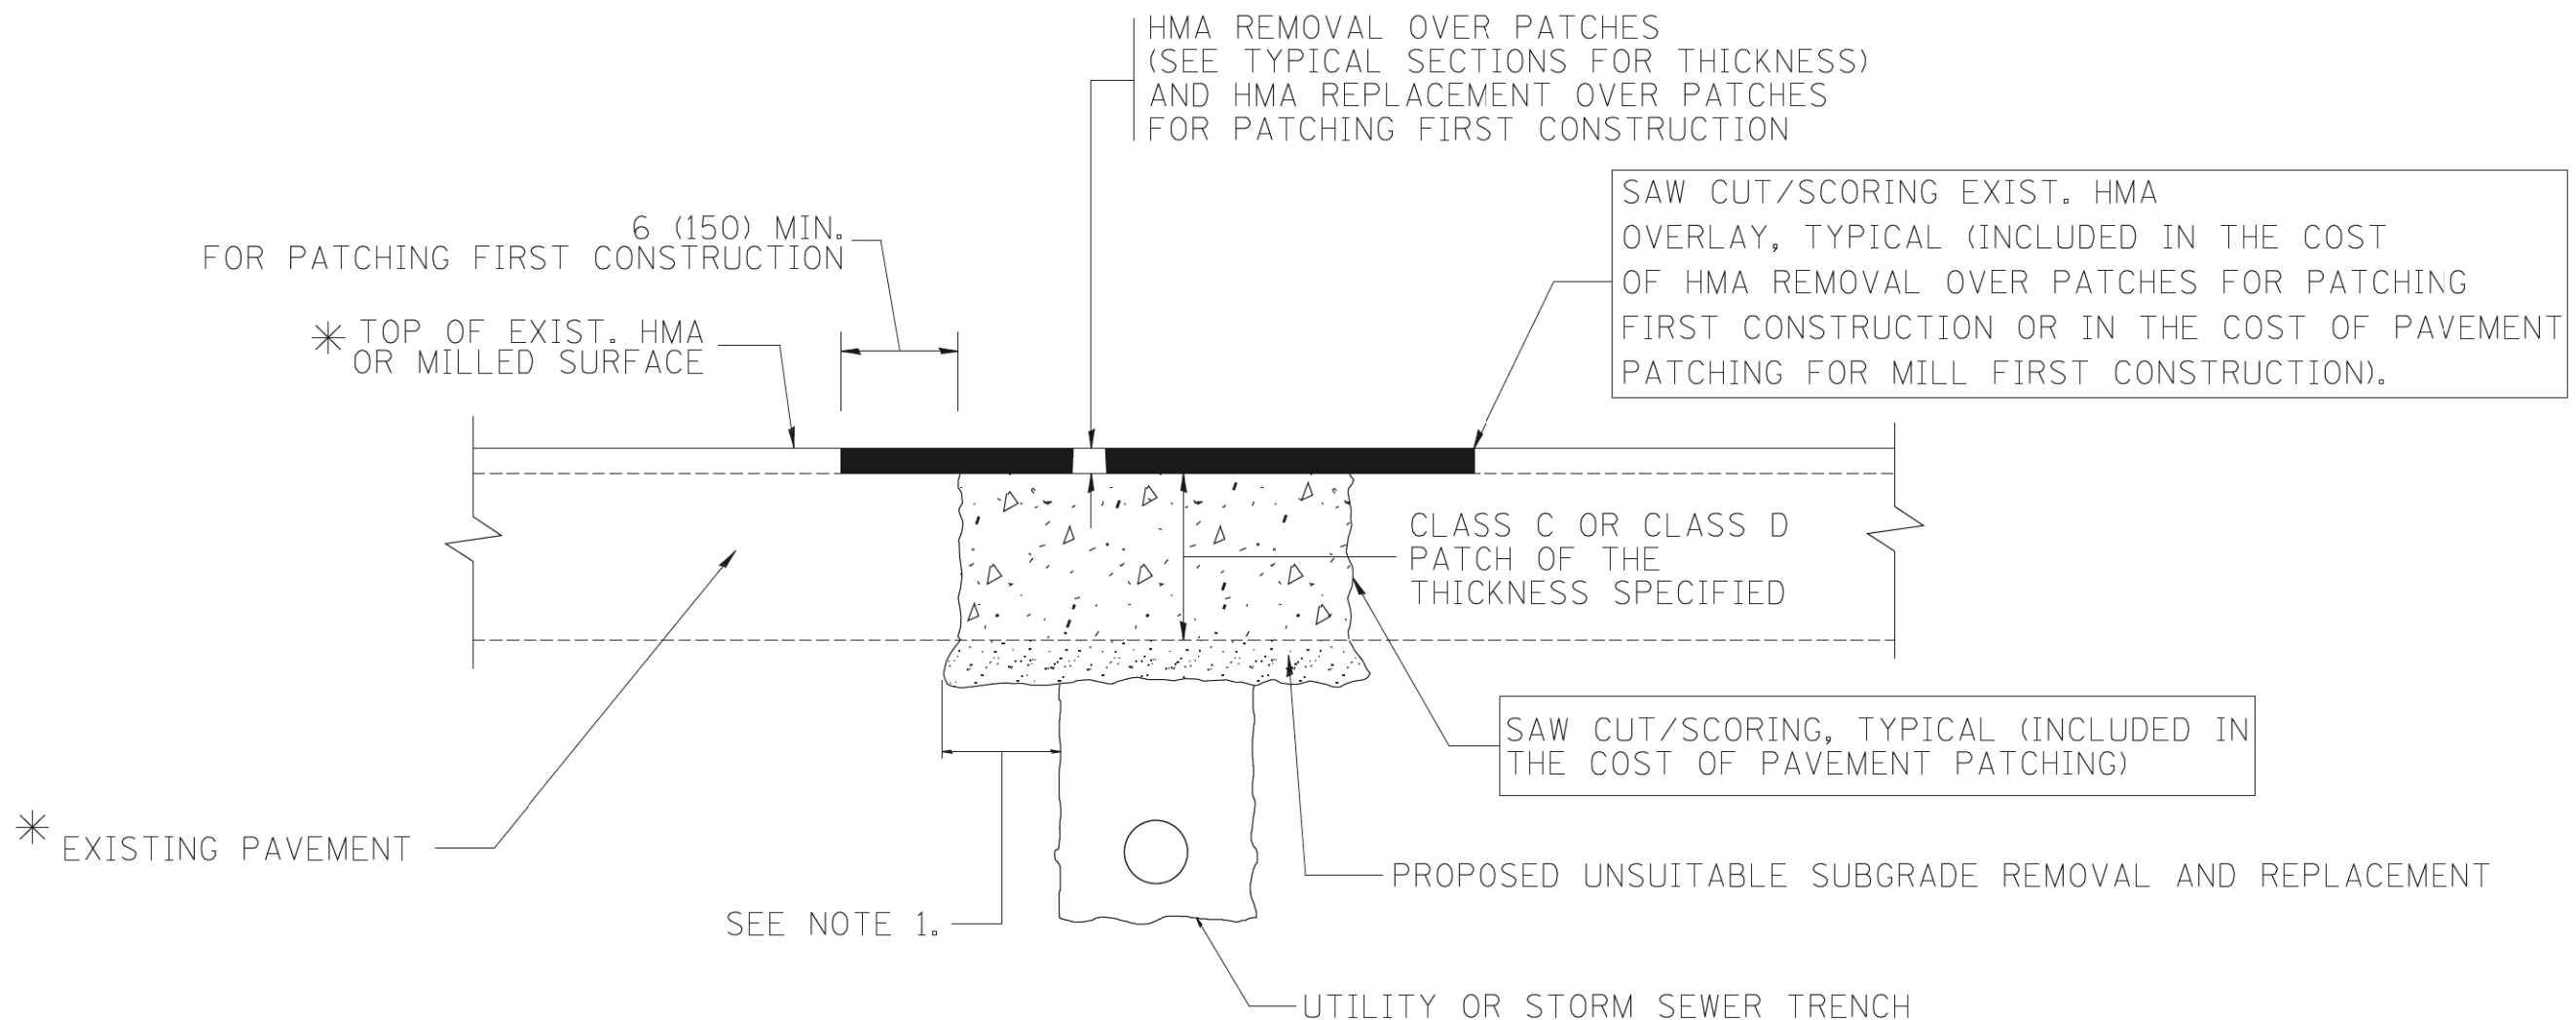 HMA REMOVAL OVER PATCHES
(SEE TYPICAL SECTIONS FOR THICKNESS)
AND HMA REPLACEMENT OVER PATCHES
FOR PATCHING FIRST CONSTRUCTION
SAW CUT/SCORING EXIST. HMA
OVERLAY, TYPICAL (INCLUDED IN THE COST
OF HMA REMOVAL OVER PATCHES FOR PATCHING
FIRST CONSTRUCTION OR IN THE COST OF PAVEMENT
PATCHING FOR MILL FIRST CONSTRUCTION).
6 (150) MIN.
FOR PATCHING FIRST CONSTRUCTION
* TOP OF EXIST. HMA
OR MILLED SURFACE
CLASS C OR CLASS D
PATCH OF THE
THICKNESS SPECIFIED
SAW CUT/SCORING, TYPICAL (INCLUDED IN
THE COST OF PAVEMENT PATCHING)
* EXISTING PAVEMENT
PROPOSED UNSUITABLE SUBGRADE REMOVAL AND REPLACEMENT
SEE NOTE 1.
UTILITY OR STORM SEWER TRENCH